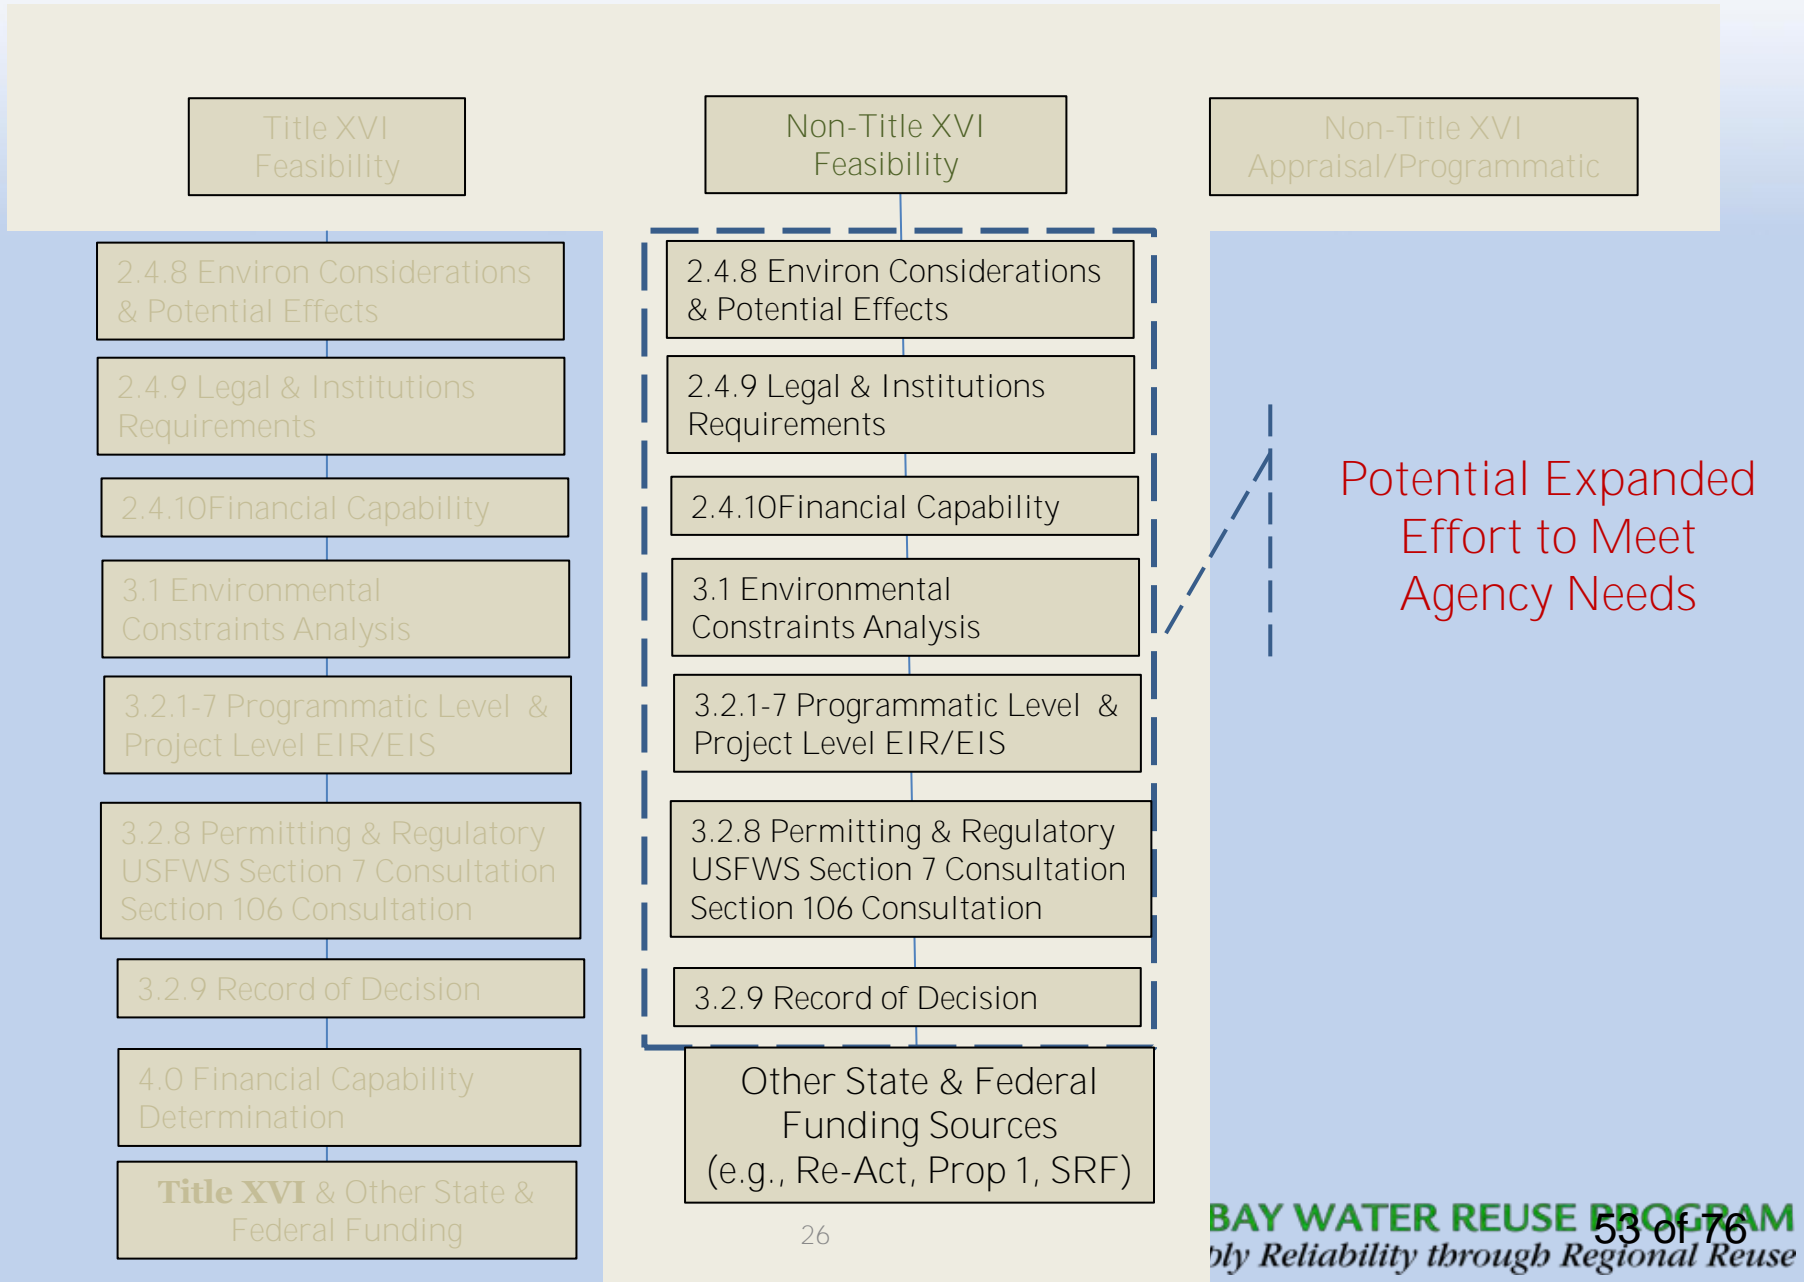 Title XVI
Feasibility
Non-Title XVI
Feasibility
Non-Title XVI
Appraisal/Programmatic
2.4.8 Environ Considerations
& Potential Effects
2.4.9 Legal & Institutions
Requirements
2.4.10Financial Capability
3.1 Environmental
Constraints Analysis
3.2.1-7 Programmatic Level &
Project Level EIR/EIS
3.2.8 Permitting & Regulatory
USFWS Section 7 Consultation
Section 106 Consultation
3.2.9 Record of Decision
4.0 Financial Capability
Determination
Title XVI & Other State &
Federal Funding
2.4.8 Environ Considerations
& Potential Effects
2.4.9 Legal & Institutions
Requirements
2.4.10Financial Capability
3.1 Environmental
Constraints Analysis
3.2.1-7 Programmatic Level &
Project Level EIR/EIS
3.2.8 Permitting & Regulatory
USFWS Section 7 Consultation
Section 106 Consultation
3.2.9 Record of Decision
Other State & Federal
Funding Sources
(e.g., Re-Act, Prop 1, SRF)
Potential Expanded
Effort to Meet
Agency Needs
26
BAY WATER REUSE PROGRAM
Reliability through Regional Reuse
53 of 76